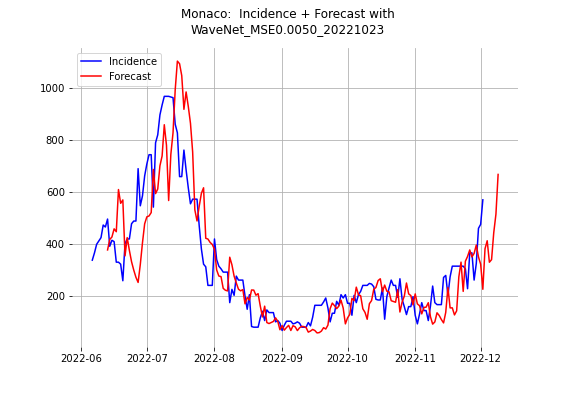 Monaco:  Incidence + Forecast with
WaveNet_MSE0.0050_20221023
Incidence
Forecast
1000
800
600
400
200
2022-06 2022-07 2022-08 2022-09 2022-10 2022-11 2022-12